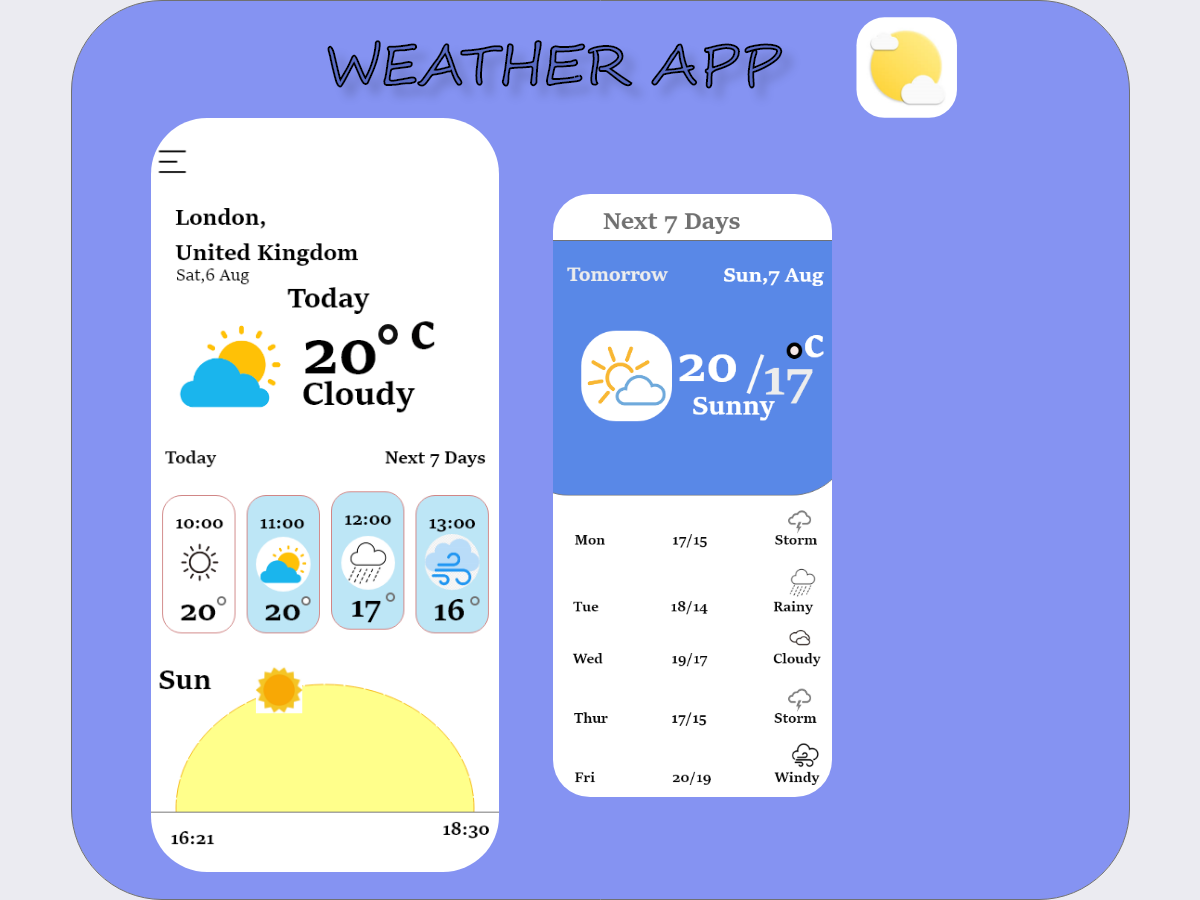 WEATHER APP
London,
United Kingdom
Sat,6 Aug
Today
20° C
Cloudy
Today
Next 7 Days
10:00
20°
11:00
20°
12:00
17°
13:00
16°
Sun
16:21
18:30
Next 7 Days
Tomorrow
Sun,7 Aug
20 /17°C
Sunny
Mon
17/15
Storm
Tue
18/14
Rainy
Wed
19/17
Cloudy
Thur
17/15
Storm
Fri
20/19
Windy